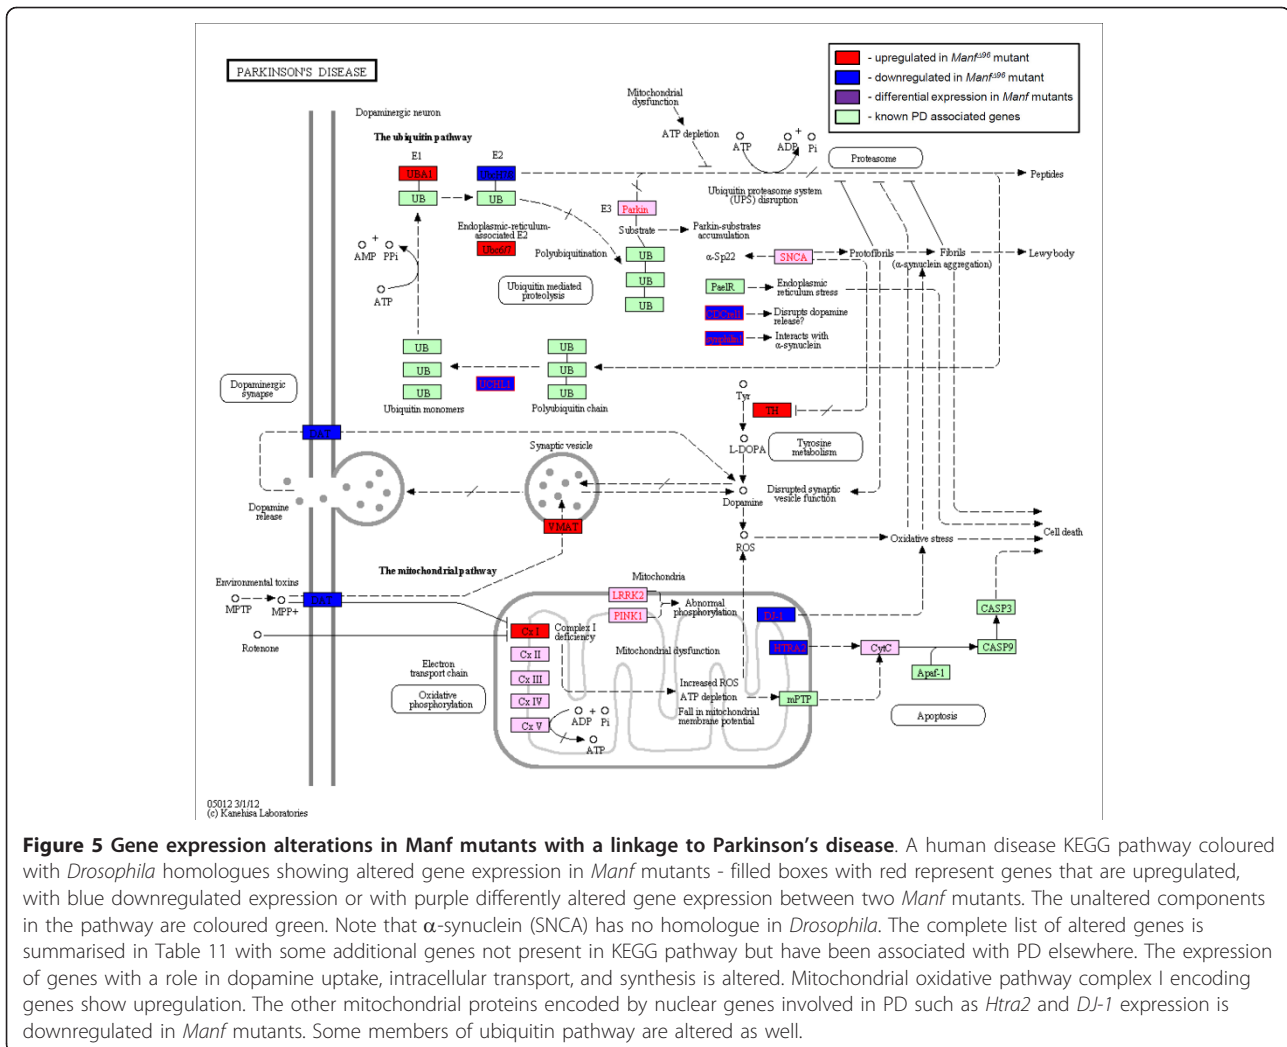 PARKINSON'S DISEASE
- upregulated in ManfΔ96 mutant
- downregulated in ManfΔ96 mutant
- differential expression in Manf mutants
- known PD associated genes
Dopaminergic neuron
The ubiquitin pathway
E1
E2
UBA1
UB
UB
Endoplasmic-reticulum-
associated E2
Ubc6/7
Mitochondrial
dysfunction
ATP depletion
ATP
ADP
+
Pi
Proteasome
Peptides
Ubiquitin proteasome system
(UPS) disruption
E3
Parkin
Substrate
Parkin-substrates
accumulation
Polyubiquitination
UB
UB
UB
α-Sp22
SNCA
Protofibrils
Fibrils
(α-synuclein aggregation)
Lewy body
PaelR
Endoplasmic
reticulum stress
Disrupts dopamine
release?
Interacts with
α-synuclein
AMP
+
PPi
ATP
Ubiquitin mediated
proteolysis
UB
UB
UB
Ubiquitin monomers
UCHL1
UB
UB
UB
Polyubiquitin chain
Dopaminergic
synapse
DAT
Synaptic vesicle
Tyr
TH
L-DOPA
Tyrosine
metabolism
Dopamine
Disrupted synaptic
vesicle function
Dopamine
release
VMAT
ROS
Oxidative stress
Cell death
The mitochondrial pathway
Environmental toxins
MPTP
MPP+
DAT
Rotenone
Mitochondria
LRRK2
PINK1
Abnormal
phosphorylation
DJ-1
HTRA2
CASP3
CASP9
CytC
Apaf-1
mPTP
Apoptosis
Cx I
Cx II
Cx III
Cx IV
Cx V
Complex I
deficiency
Mitochondrial dysfunction
Electron
transport chain
Oxidative
phosphorylation
Increased ROS
ATP depletion
Fall in mitochondrial
membrane potential
ADP
+
Pi
ATP
05012 3/1/12
(c) Kanehisa Laboratories
Figure 5 Gene expression alterations in Manf mutants with a linkage to Parkinson's disease. A human disease KEGG pathway coloured
with Drosophila homologues showing altered gene expression in Manf mutants - filled boxes with red represent genes that are upregulated,
with blue downregulated expression or with purple differently altered gene expression between two Manf mutants. The unaltered components
in the pathway are coloured green. Note that α-synuclein (SNCA) has no homologue in Drosophila. The complete list of altered genes is
summarised in Table 11 with some additional genes not present in KEGG pathway but have been associated with PD elsewhere. The expression
of genes with a role in dopamine uptake, intracellular transport, and synthesis is altered. Mitochondrial oxidative pathway complex I encoding
genes show upregulation. The other mitochondrial proteins encoded by nuclear genes involved in PD such as Htra2 and DJ-1 expression is
downregulated in Manf mutants. Some members of ubiquitin pathway are altered as well.